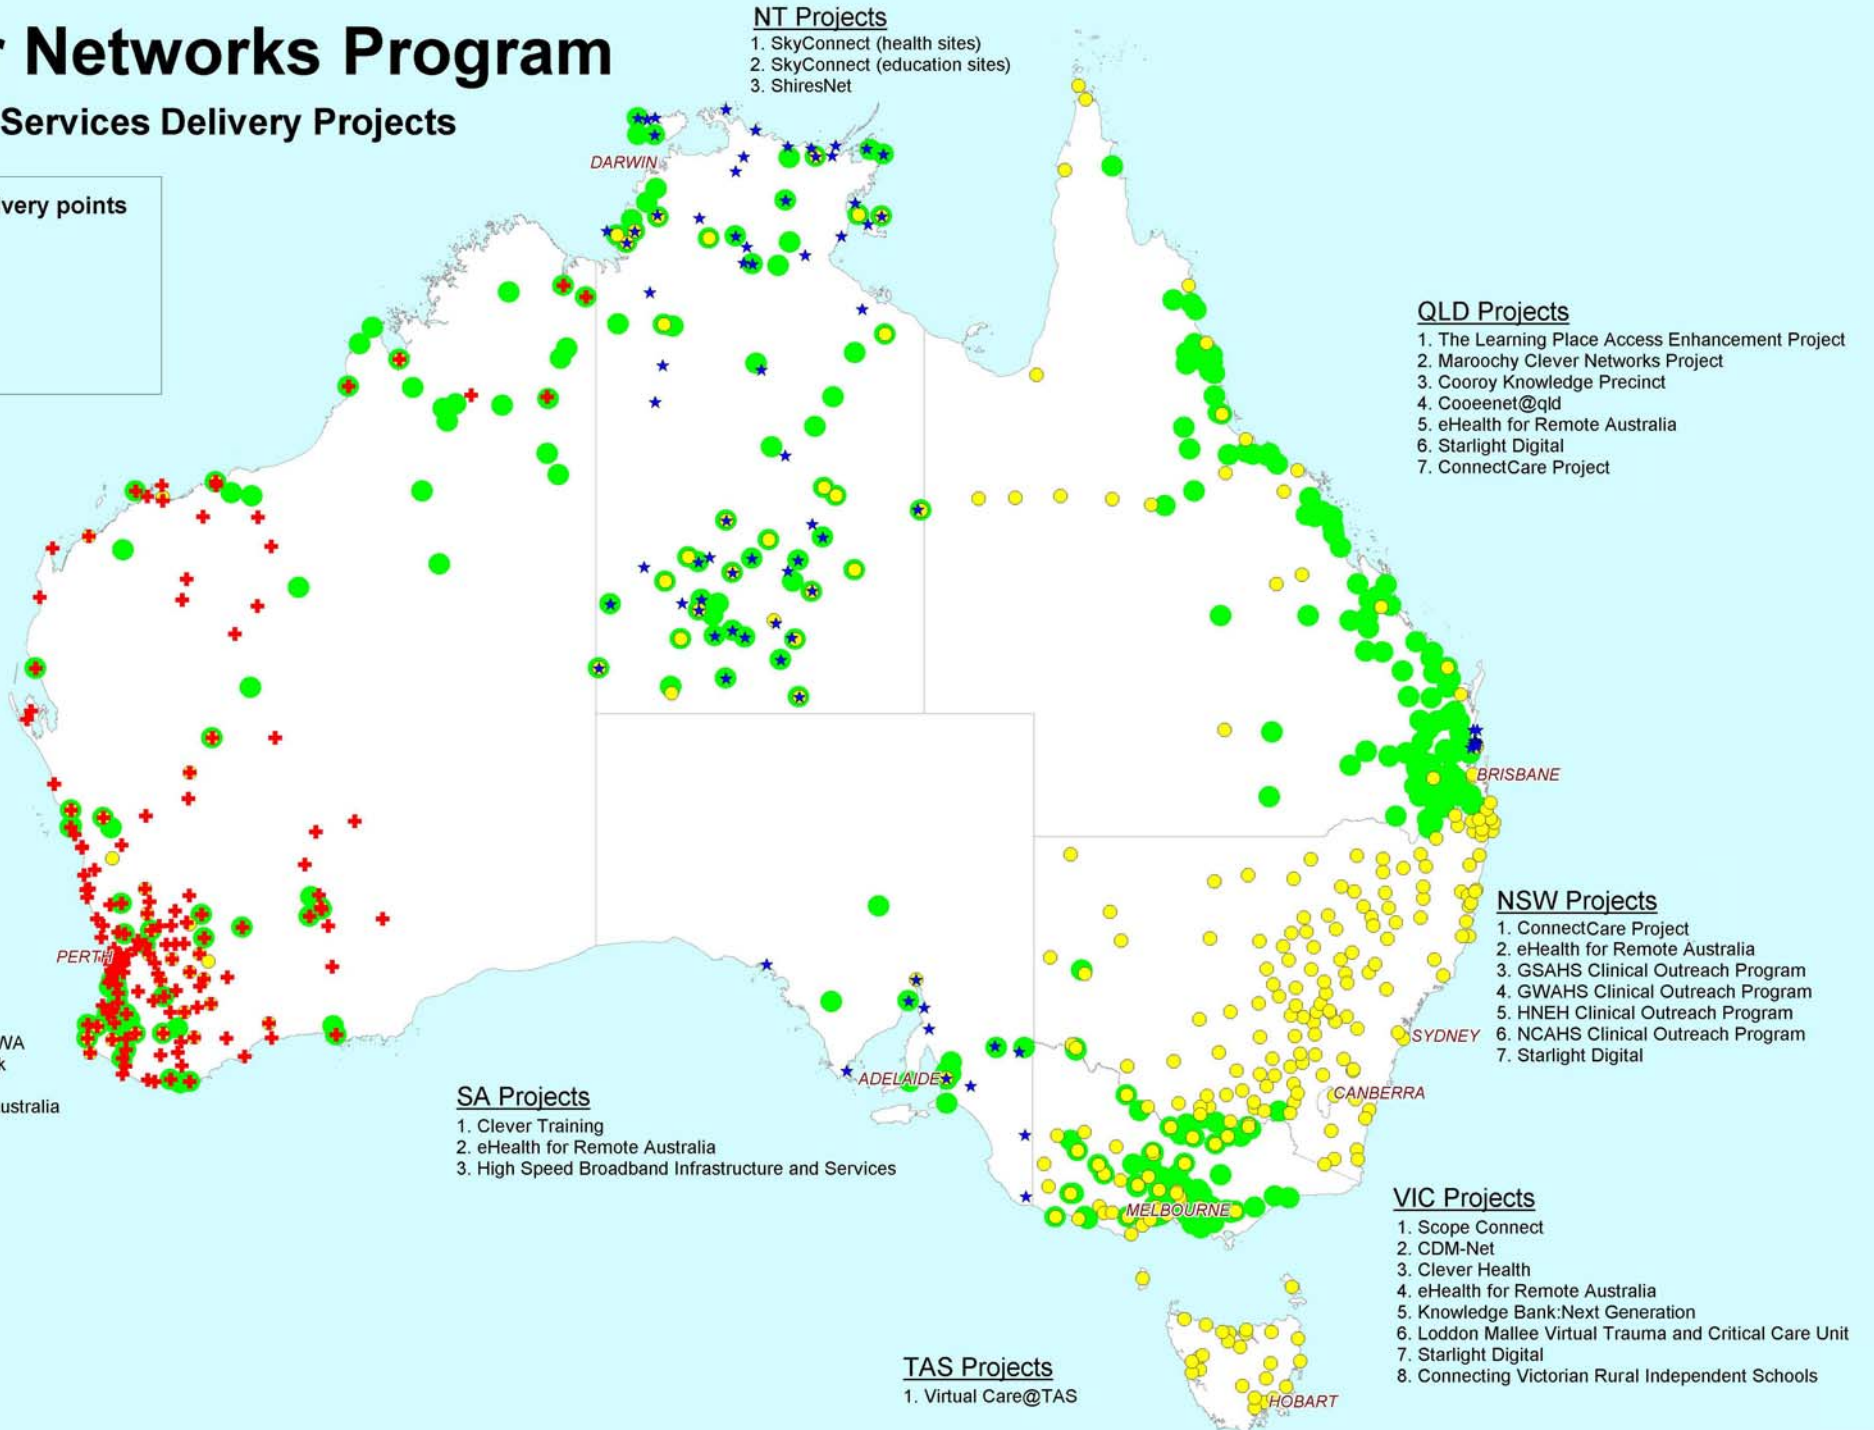 r Networks Program
Services Delivery Projects
very points
NT Projects
1. SkyConnect (health sites)
2. SkyConnect (education sites)
3. ShiresNet
DARWIN
QLD Projects
1. The Learning Place Access Enhancement Project
2. Maroochy Clever Networks Project
3. Cooroy Knowledge Precinct
4. Cooeenet@qld
5. eHealth for Remote Australia
6. Starlight Digital
7. ConnectCare Project
BRISBANE
NSW Projects
1. ConnectCare Project
2. eHealth for Remote Australia
3. GSAHS Clinical Outreach Program
4. GWAHS Clinical Outreach Program
5. HNEH Clinical Outreach Program
6. NCAHS Clinical Outreach Program
7. Starlight Digital
PERTH
SYDNEY
WA
k
ustralia
ADELAIDE
CANBERRA
SA Projects
1. Clever Training
2. eHealth for Remote Australia
3. High Speed Broadband Infrastructure and Services
MELBOURNE
VIC Projects
1. Scope Connect
2. CDM-Net
3. Clever Health
4. eHealth for Remote Australia
5. Knowledge Bank:Next Generation
6. Loddon Mallee Virtual Trauma and Critical Care Unit
7. Starlight Digital
8. Connecting Victorian Rural Independent Schools
TAS Projects
1. Virtual Care@TAS
HOBART